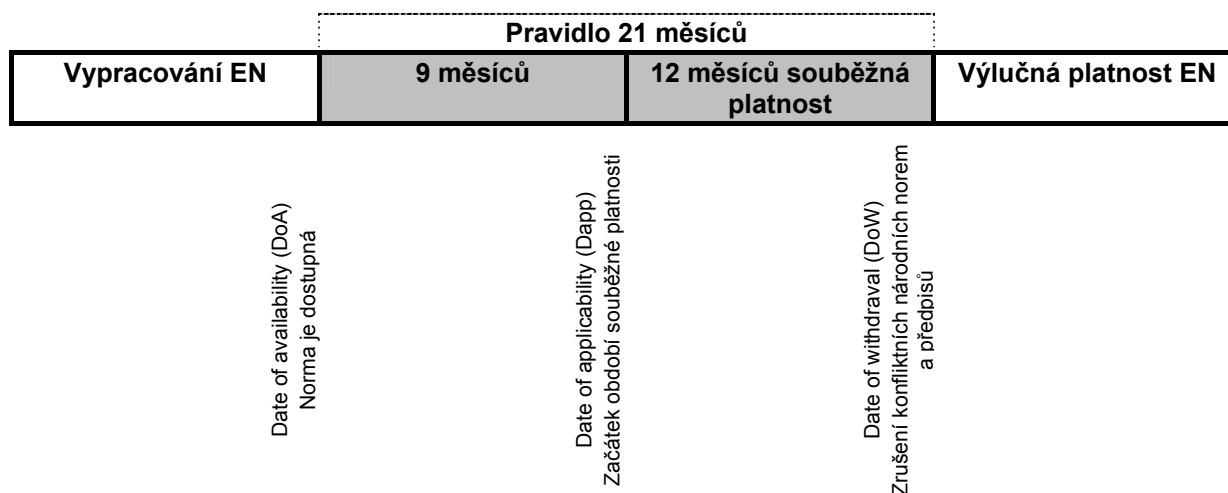 Pravidlo 21 měsíců
Vypracování EN
9 měsíců
12 měsíců souběžná
platnost
Výlučná platnost EN
Date of availability (DoA)
Norma je dostupná
Date of applicability (Dapp)
Začátek období souběžné platnosti
Date of withdraval (DoW)
Zrušení konfliktních národních norem
a předpisů